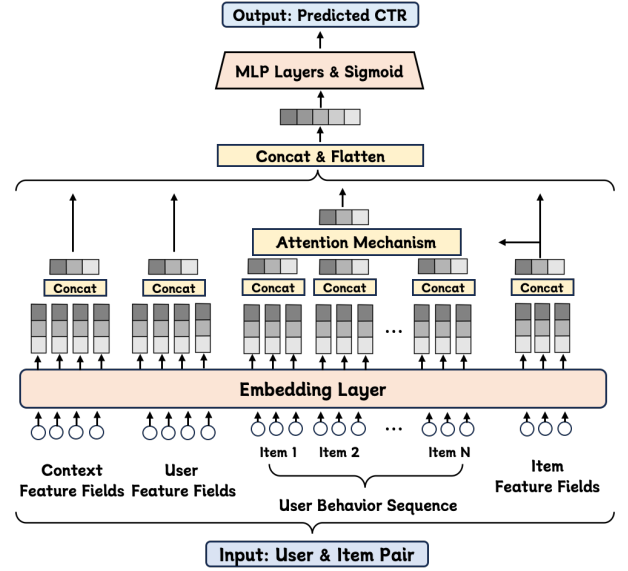 Output: Predicted CTR
MLP Layers & Sigmoid
Concat & Flatten
Attention Mechanism
Concat
Concat
Concat
Concat
Concat
Concat
...
Embedding Layer
...
Item 1
Item 2
Item N
Context
Feature Fields
User
Feature Fields
Item
Feature Fields
User Behavior Sequence
Input: User & Item Pair